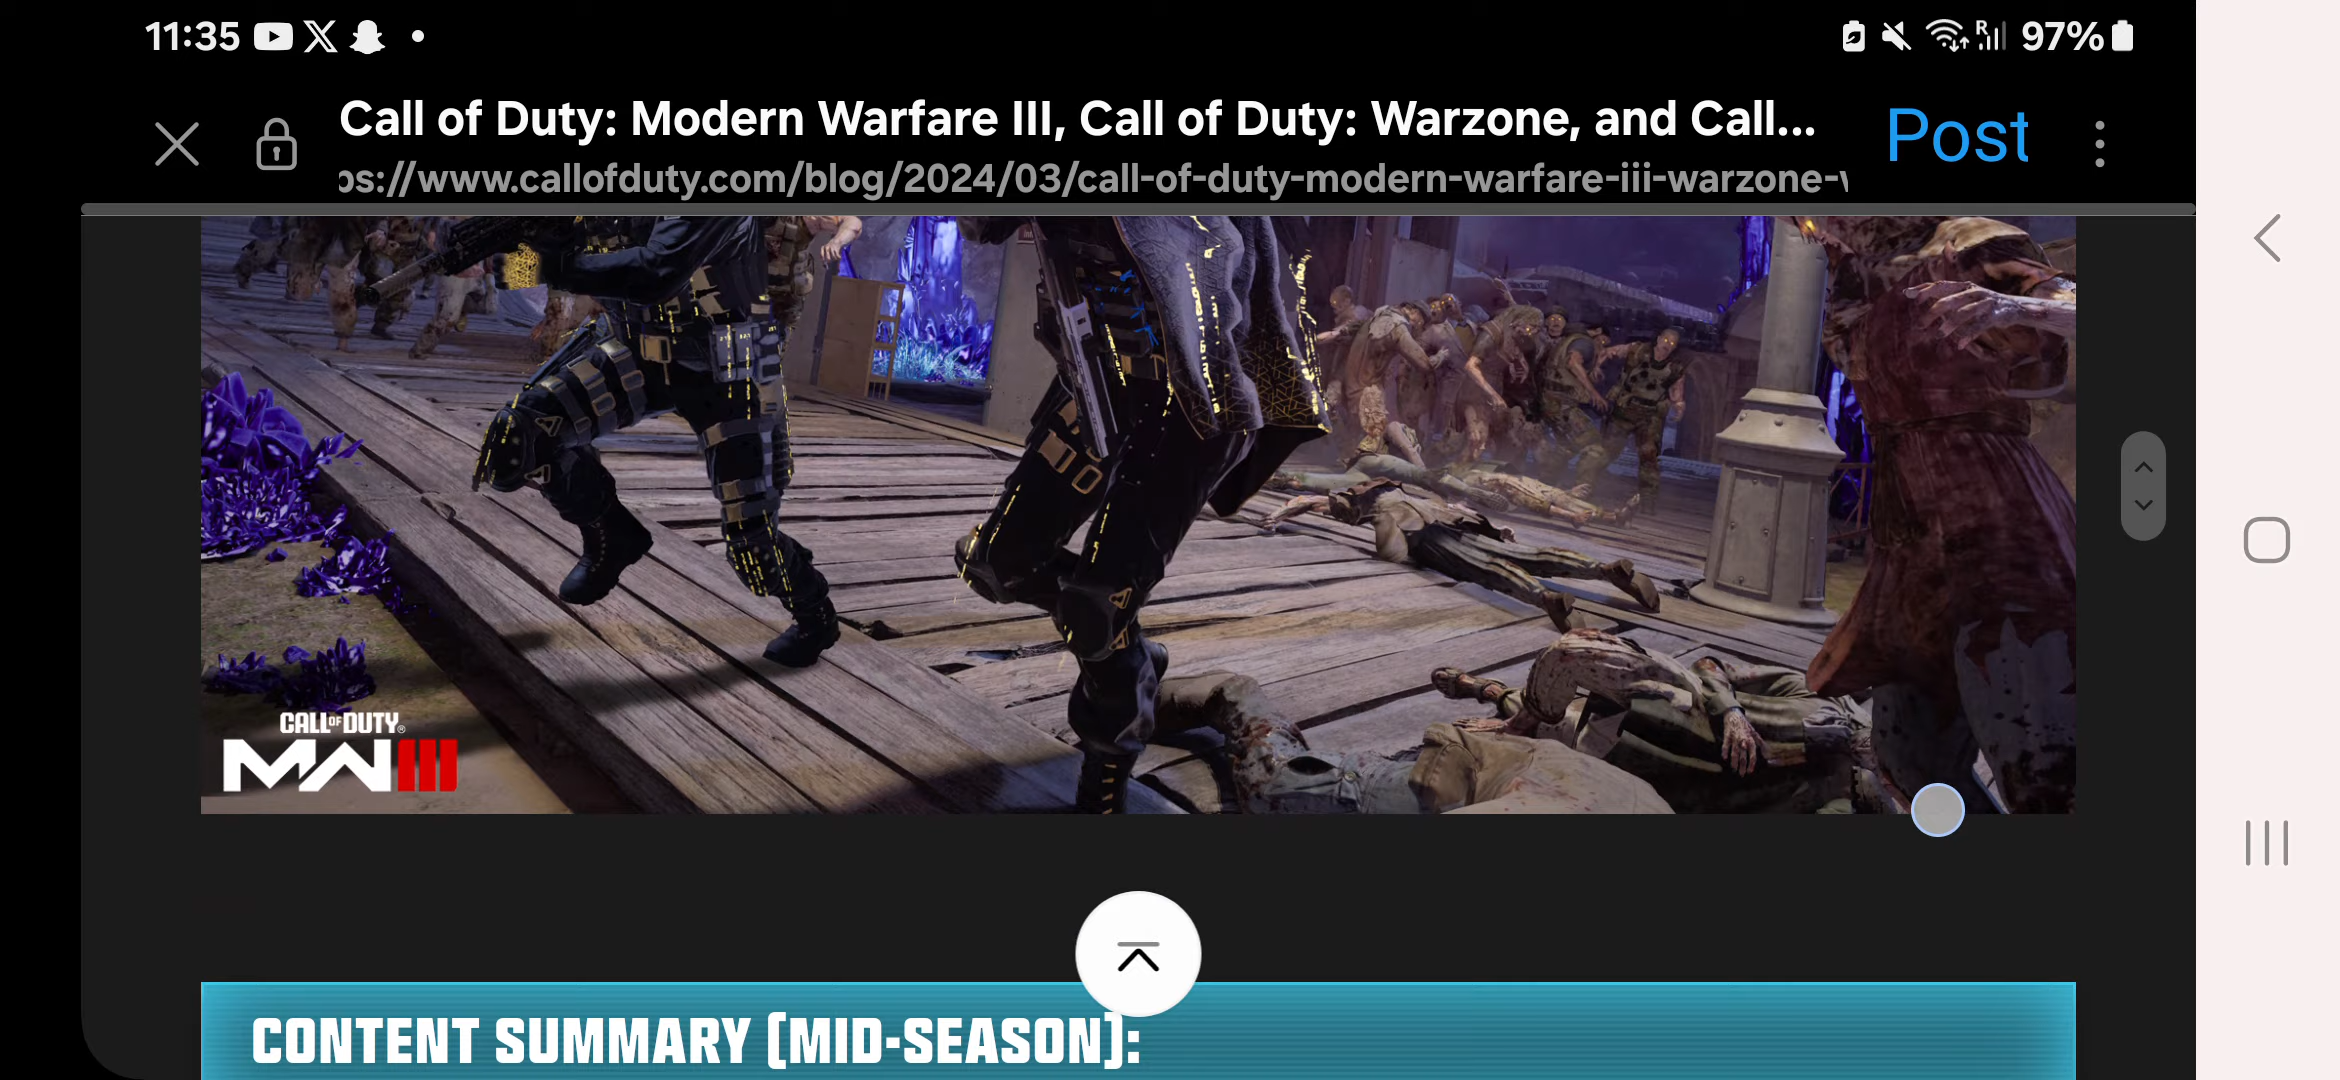 11:35
R
97%
Call of Duty: Modern Warfare III, Call of Duty: Warzone, and Call...
ps://www.callofduty.com/blog/2024/03/call-of-duty-modern-warfare-iii-warzone-
Post
CALL OF DUTY®
MWIII
CONTENT SUMMARY (MID-SEASON):